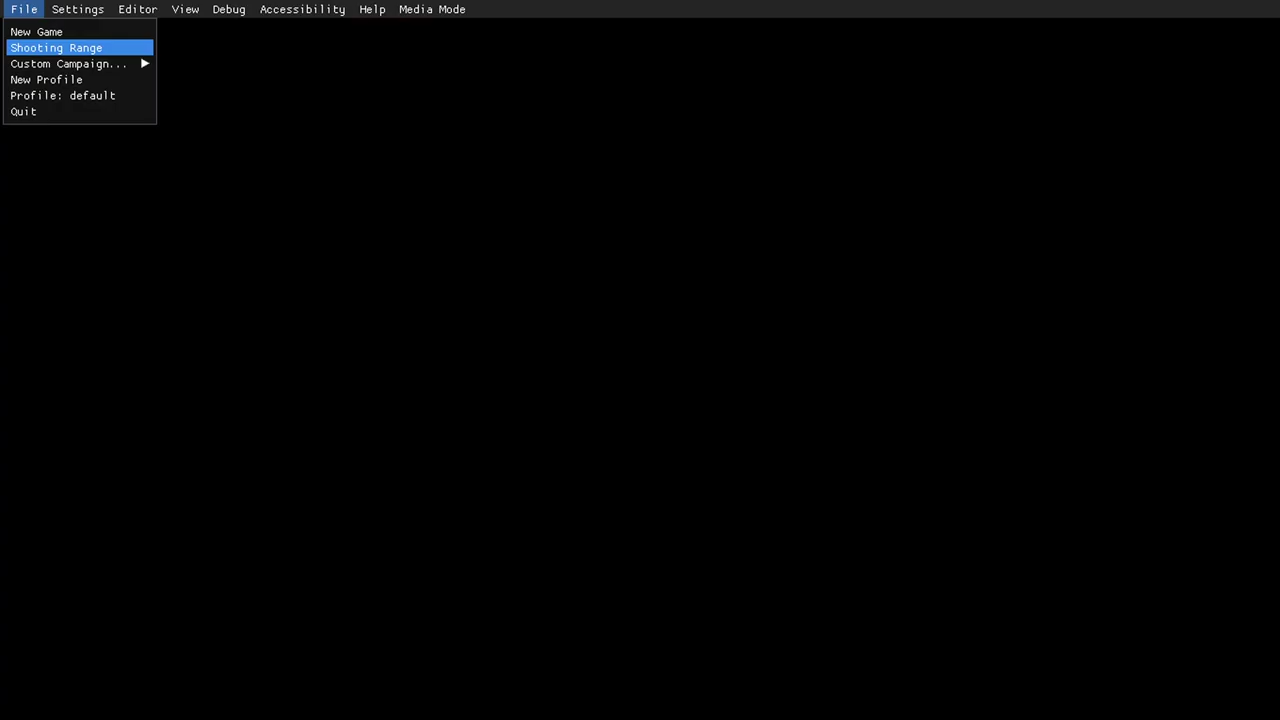 File Settings Editor View Debug Accessibility Help Media Mode
New Game
Shooting Range
Custom Campaign...
New Profile
Profile: default
Quit